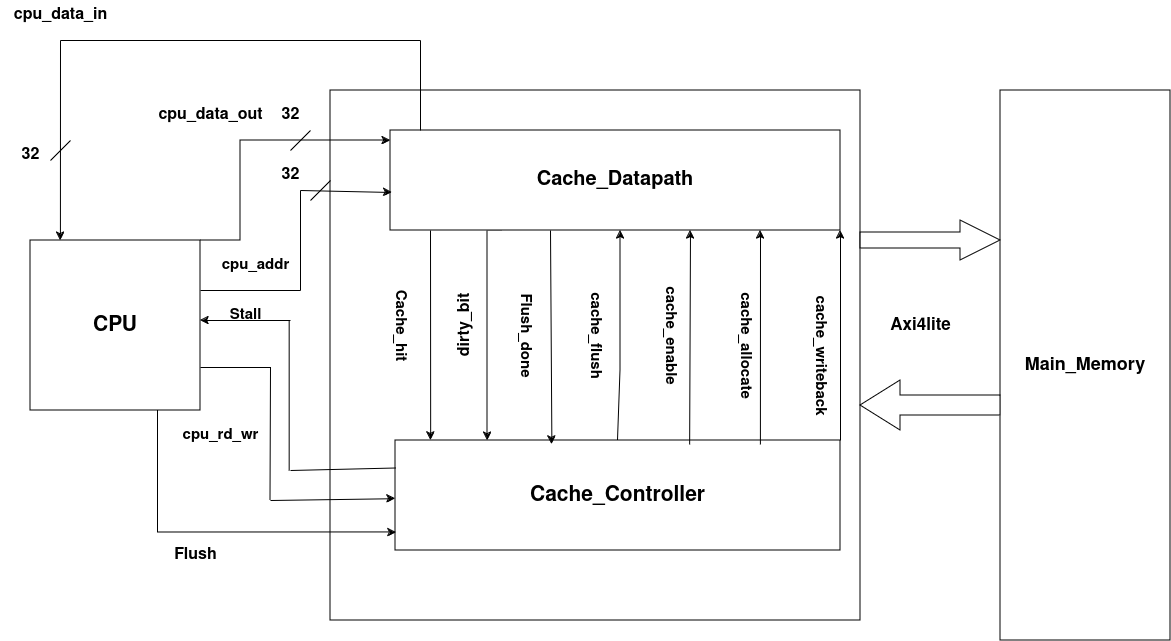 cpu_data_in
cpu_data_out 32
32
32
Cache_Datapath
cpu_addr
Stall
CPU
Cache_hit
dirty_bit
Flush_done
cache_flush
cache_enable
cache_allocate
cache_writeback
Axi4lite
Main_Memory
cpu_rd_wr
Cache_Controller
Flush